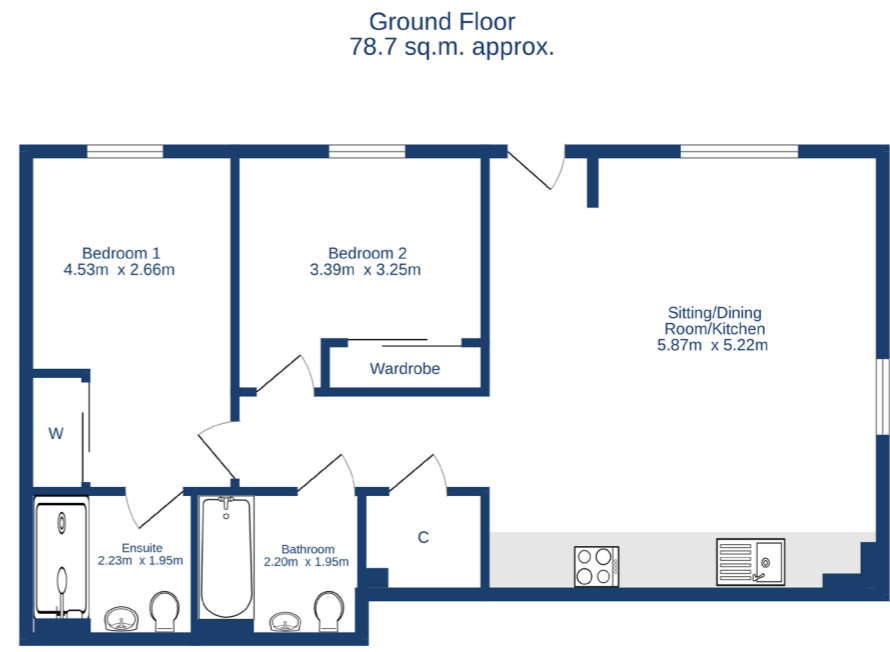 Ground Floor
78.7 sq.m. approx.
Bedroom 1
4.53m x 2.66m
Bedroom 2
3.39m x 3.25m
Sitting/Dining
Room/Kitchen
5.87m x 5.22m
Wardrobe
W
C
Ensuite
2.23m x 1.95m
Bathroom
2.20m x 1.95m